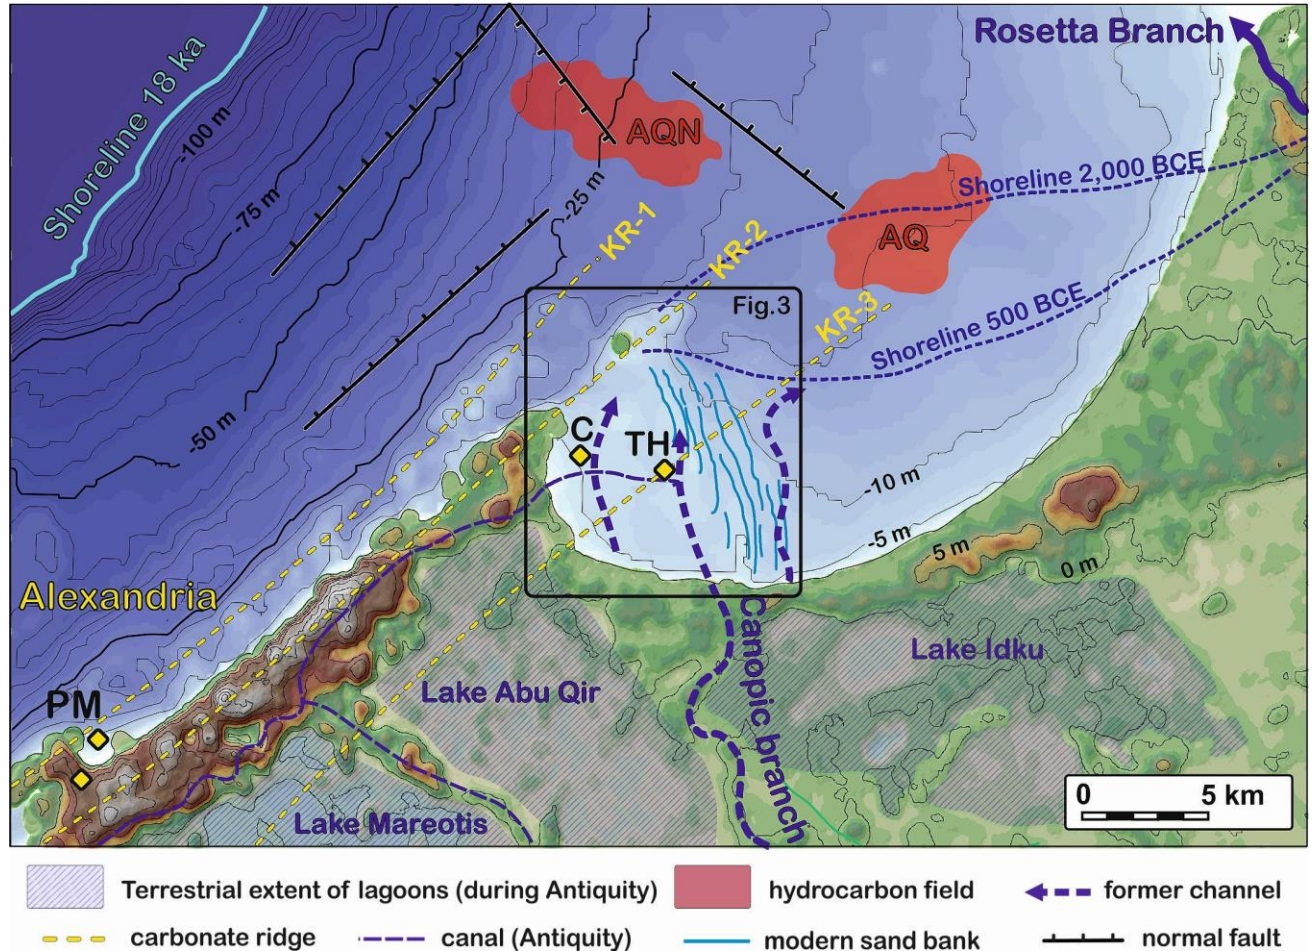 Rosetta Branch
Shoreline 18 ka
-100 m
-75 m
-50 m
-25 m
AQN
Shoreline 2,000 BCE
AQ
KR-1
KR-2
KR-3
Fig.3
Shoreline 500 BCE
C
TH
-10 m
-5 m
5 m
0 m
Alexandria
PM
Lake Abu Qir
Canopic branch
Lake Idku
Lake Mareotis
0 5 km
Terrestrial extent of lagoons (during Antiquity)
hydrocarbon field
former channel
carbonate ridge
canal (Antiquity)
modern sand bank
normal fault